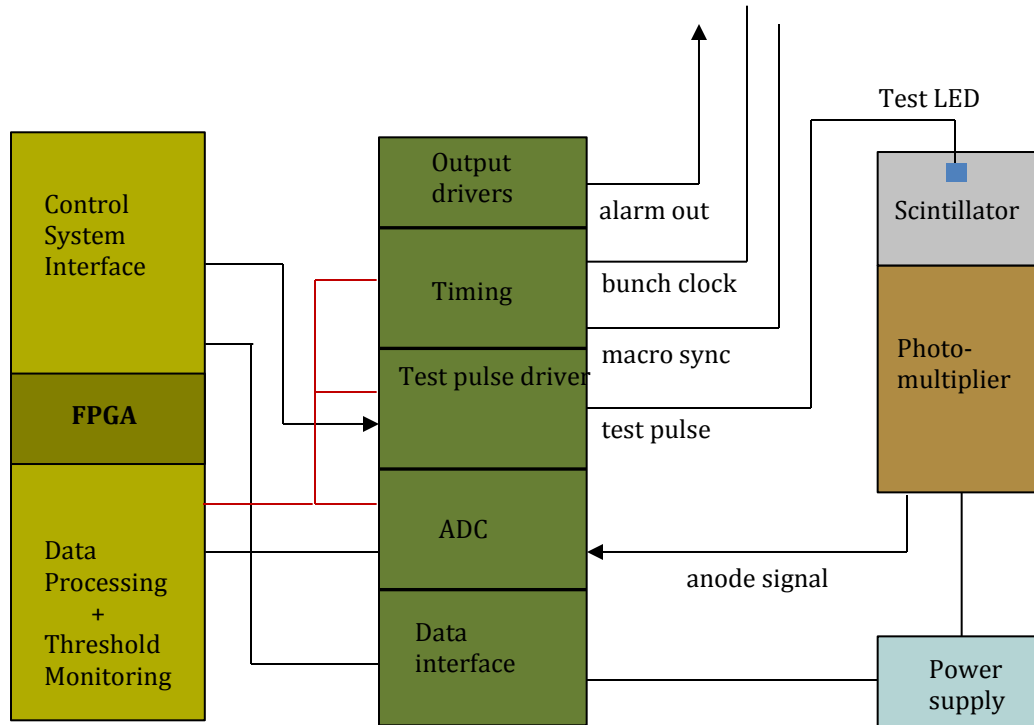 Control
System
Interface
FPGA
Data
Processing
+
Threshold
Monitoring
Output
drivers
Timing
Test pulse driver
ADC
Data
interface
alarm out
bunch clock
macro sync
test pulse
anode signal
Test LED
Scintillator
Photo-
multiplier
Power
supply